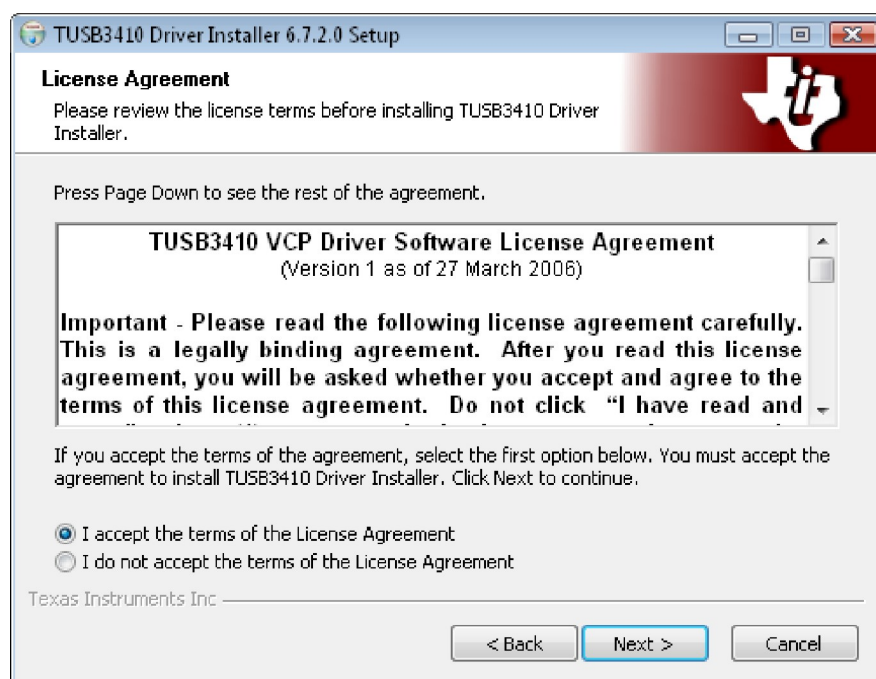 TUSB3410 Driver Installer 6.7.2.0 Setup
License Agreement
Please review the license terms before installing TUSB3410 Driver
Installer.
Press Page Down to see the rest of the agreement.
TUSB3410 VCP Driver Software License Agreement
(Version 1 as of 27 March 2006)
Important - Please read the following license agreement carefully.
This is a legally binding agreement. After you read this license
agreement, you will be asked whether you accept and agree to the
terms of this license agreement. Do not click “I have read and
If you accept the terms of the agreement, select the first option below. You must accept the
agreement to install TUSB3410 Driver Installer. Click Next to continue.
I accept the terms of the License Agreement
I do not accept the terms of the License Agreement
Texas Instruments Inc
< Back
Next >
Cancel